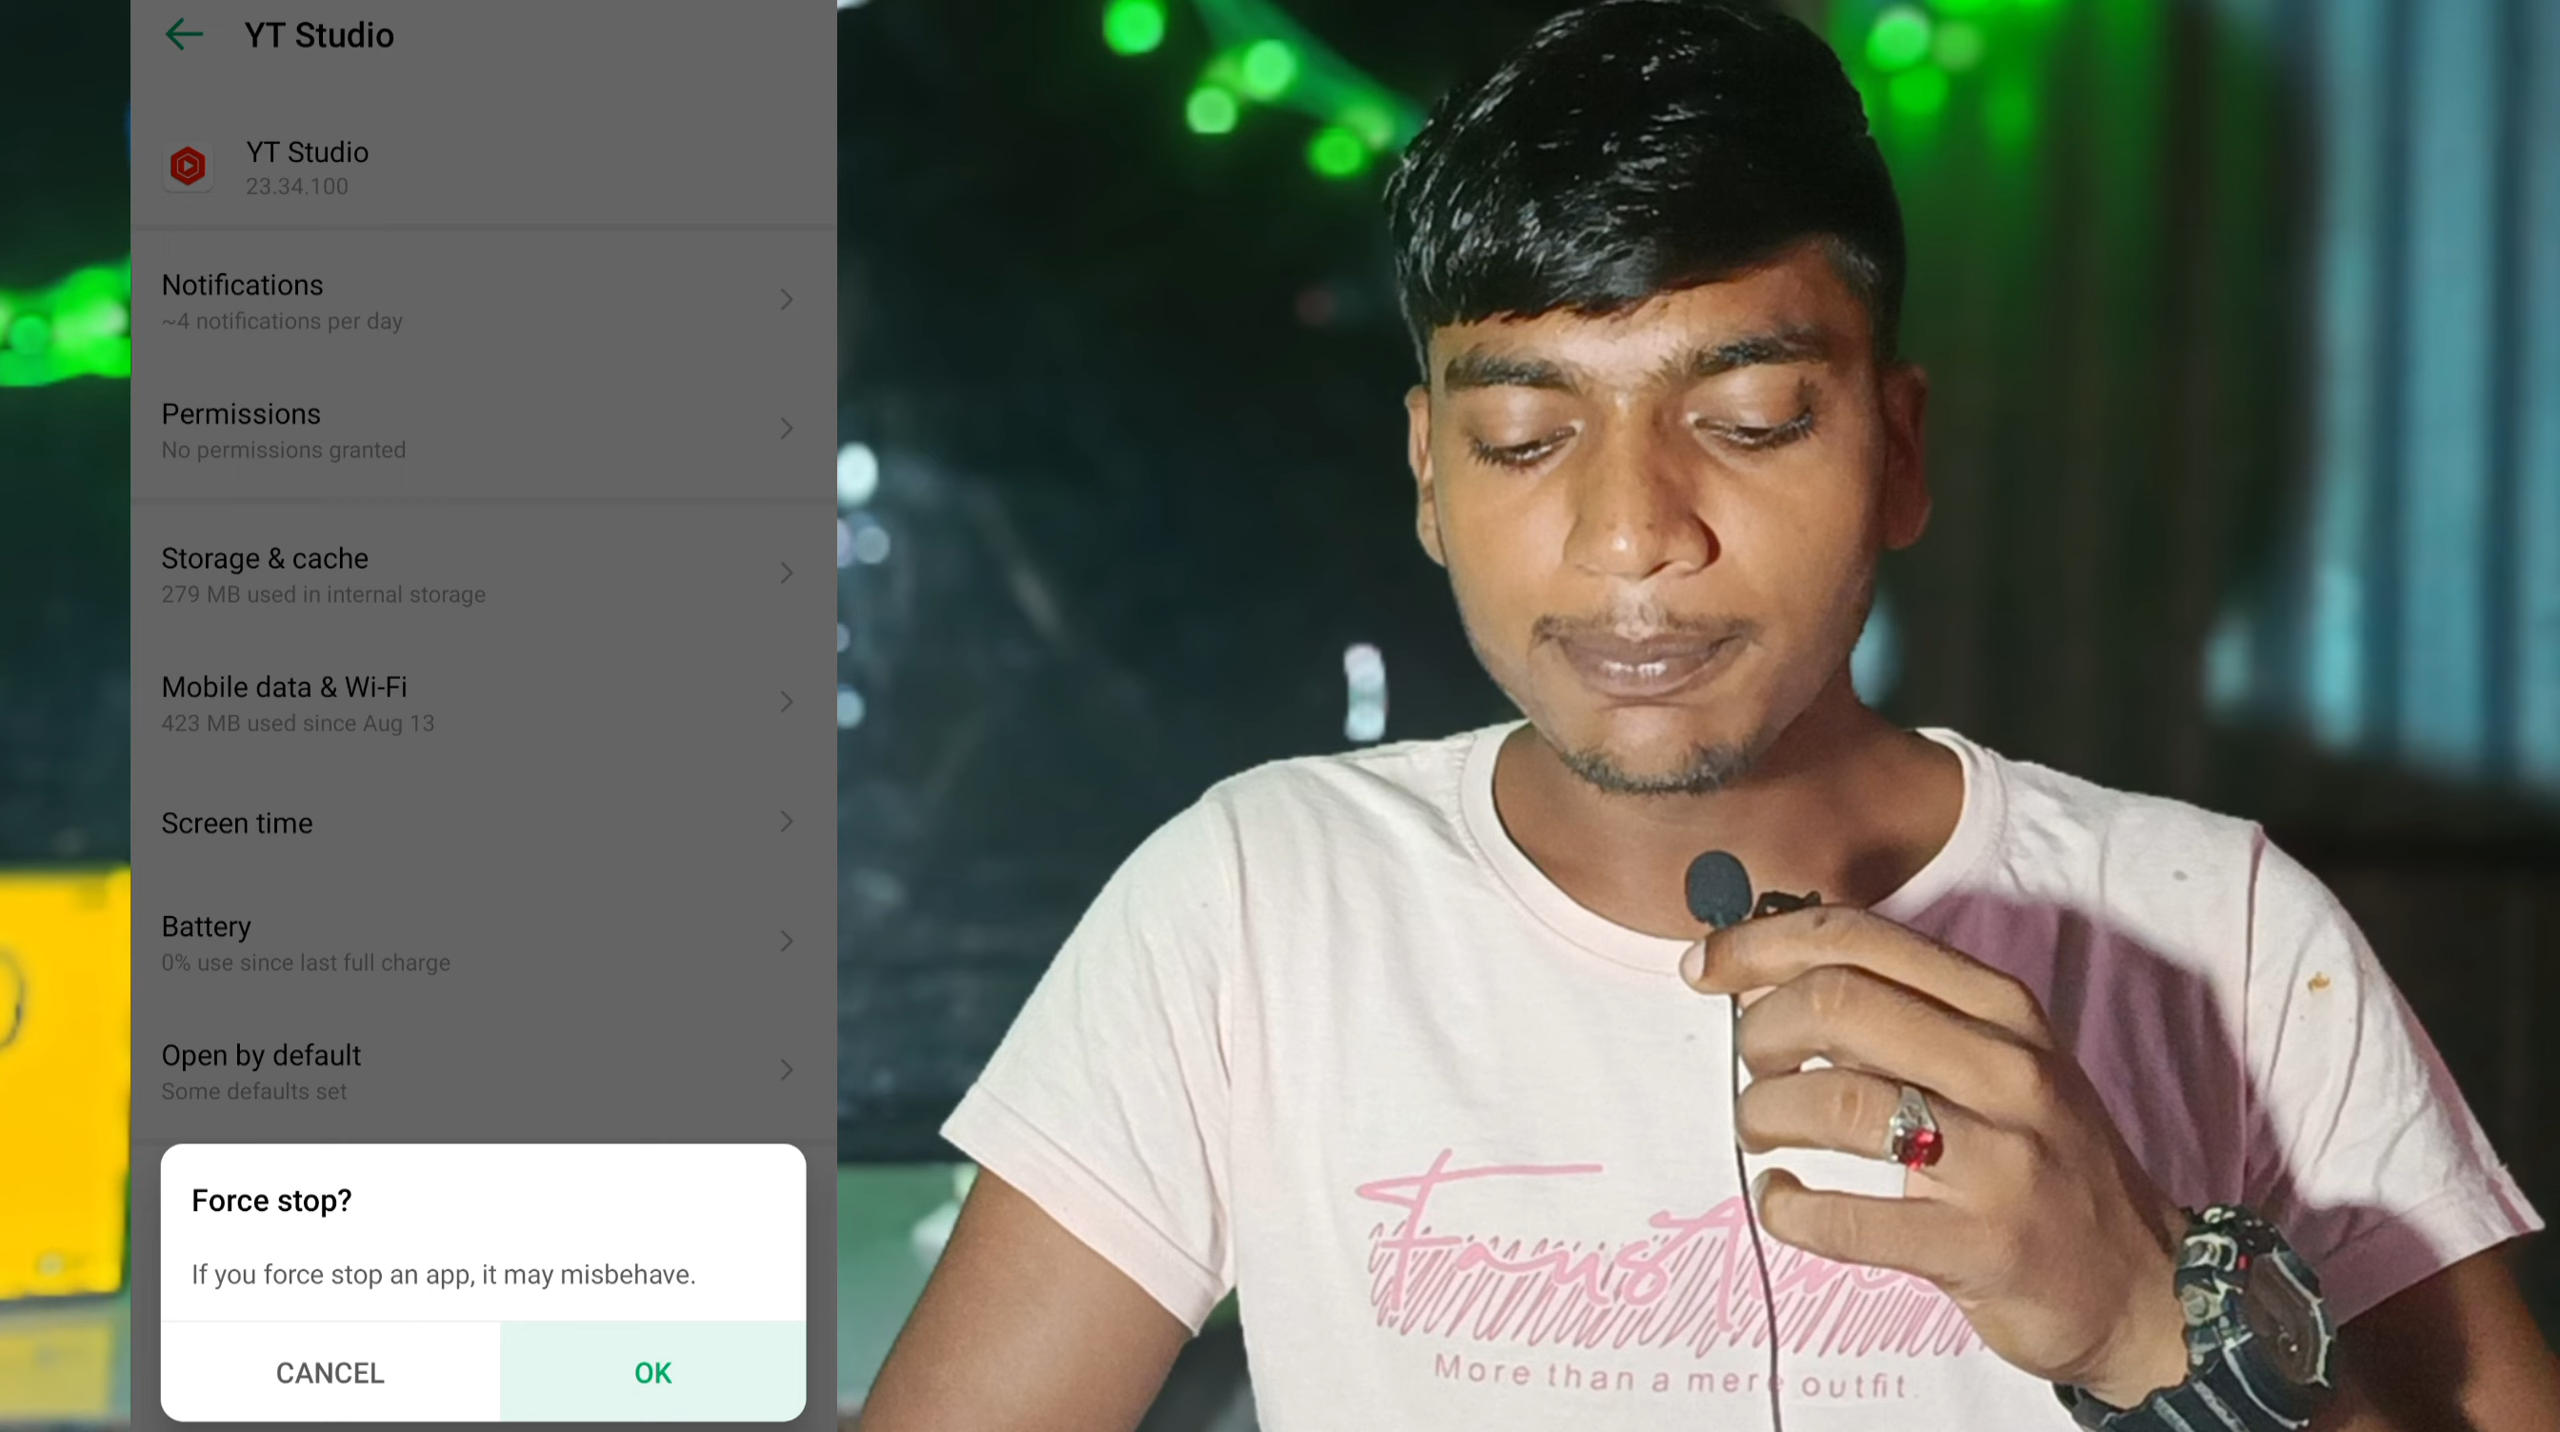 YT Studio
YT Studio
23.34.100
Notifications
~4 notifications per day
Permissions
No permissions granted
Storage & cache
279 MB used in internal storage
Mobile data & Wi-Fi
423 MB used since Aug 13
Screen time
Battery
0% use since last full charge
Open by default
Some defaults set
Force stop?
If you force stop an app, it may misbehave.
CANCEL
OK
More than a mere outfit.